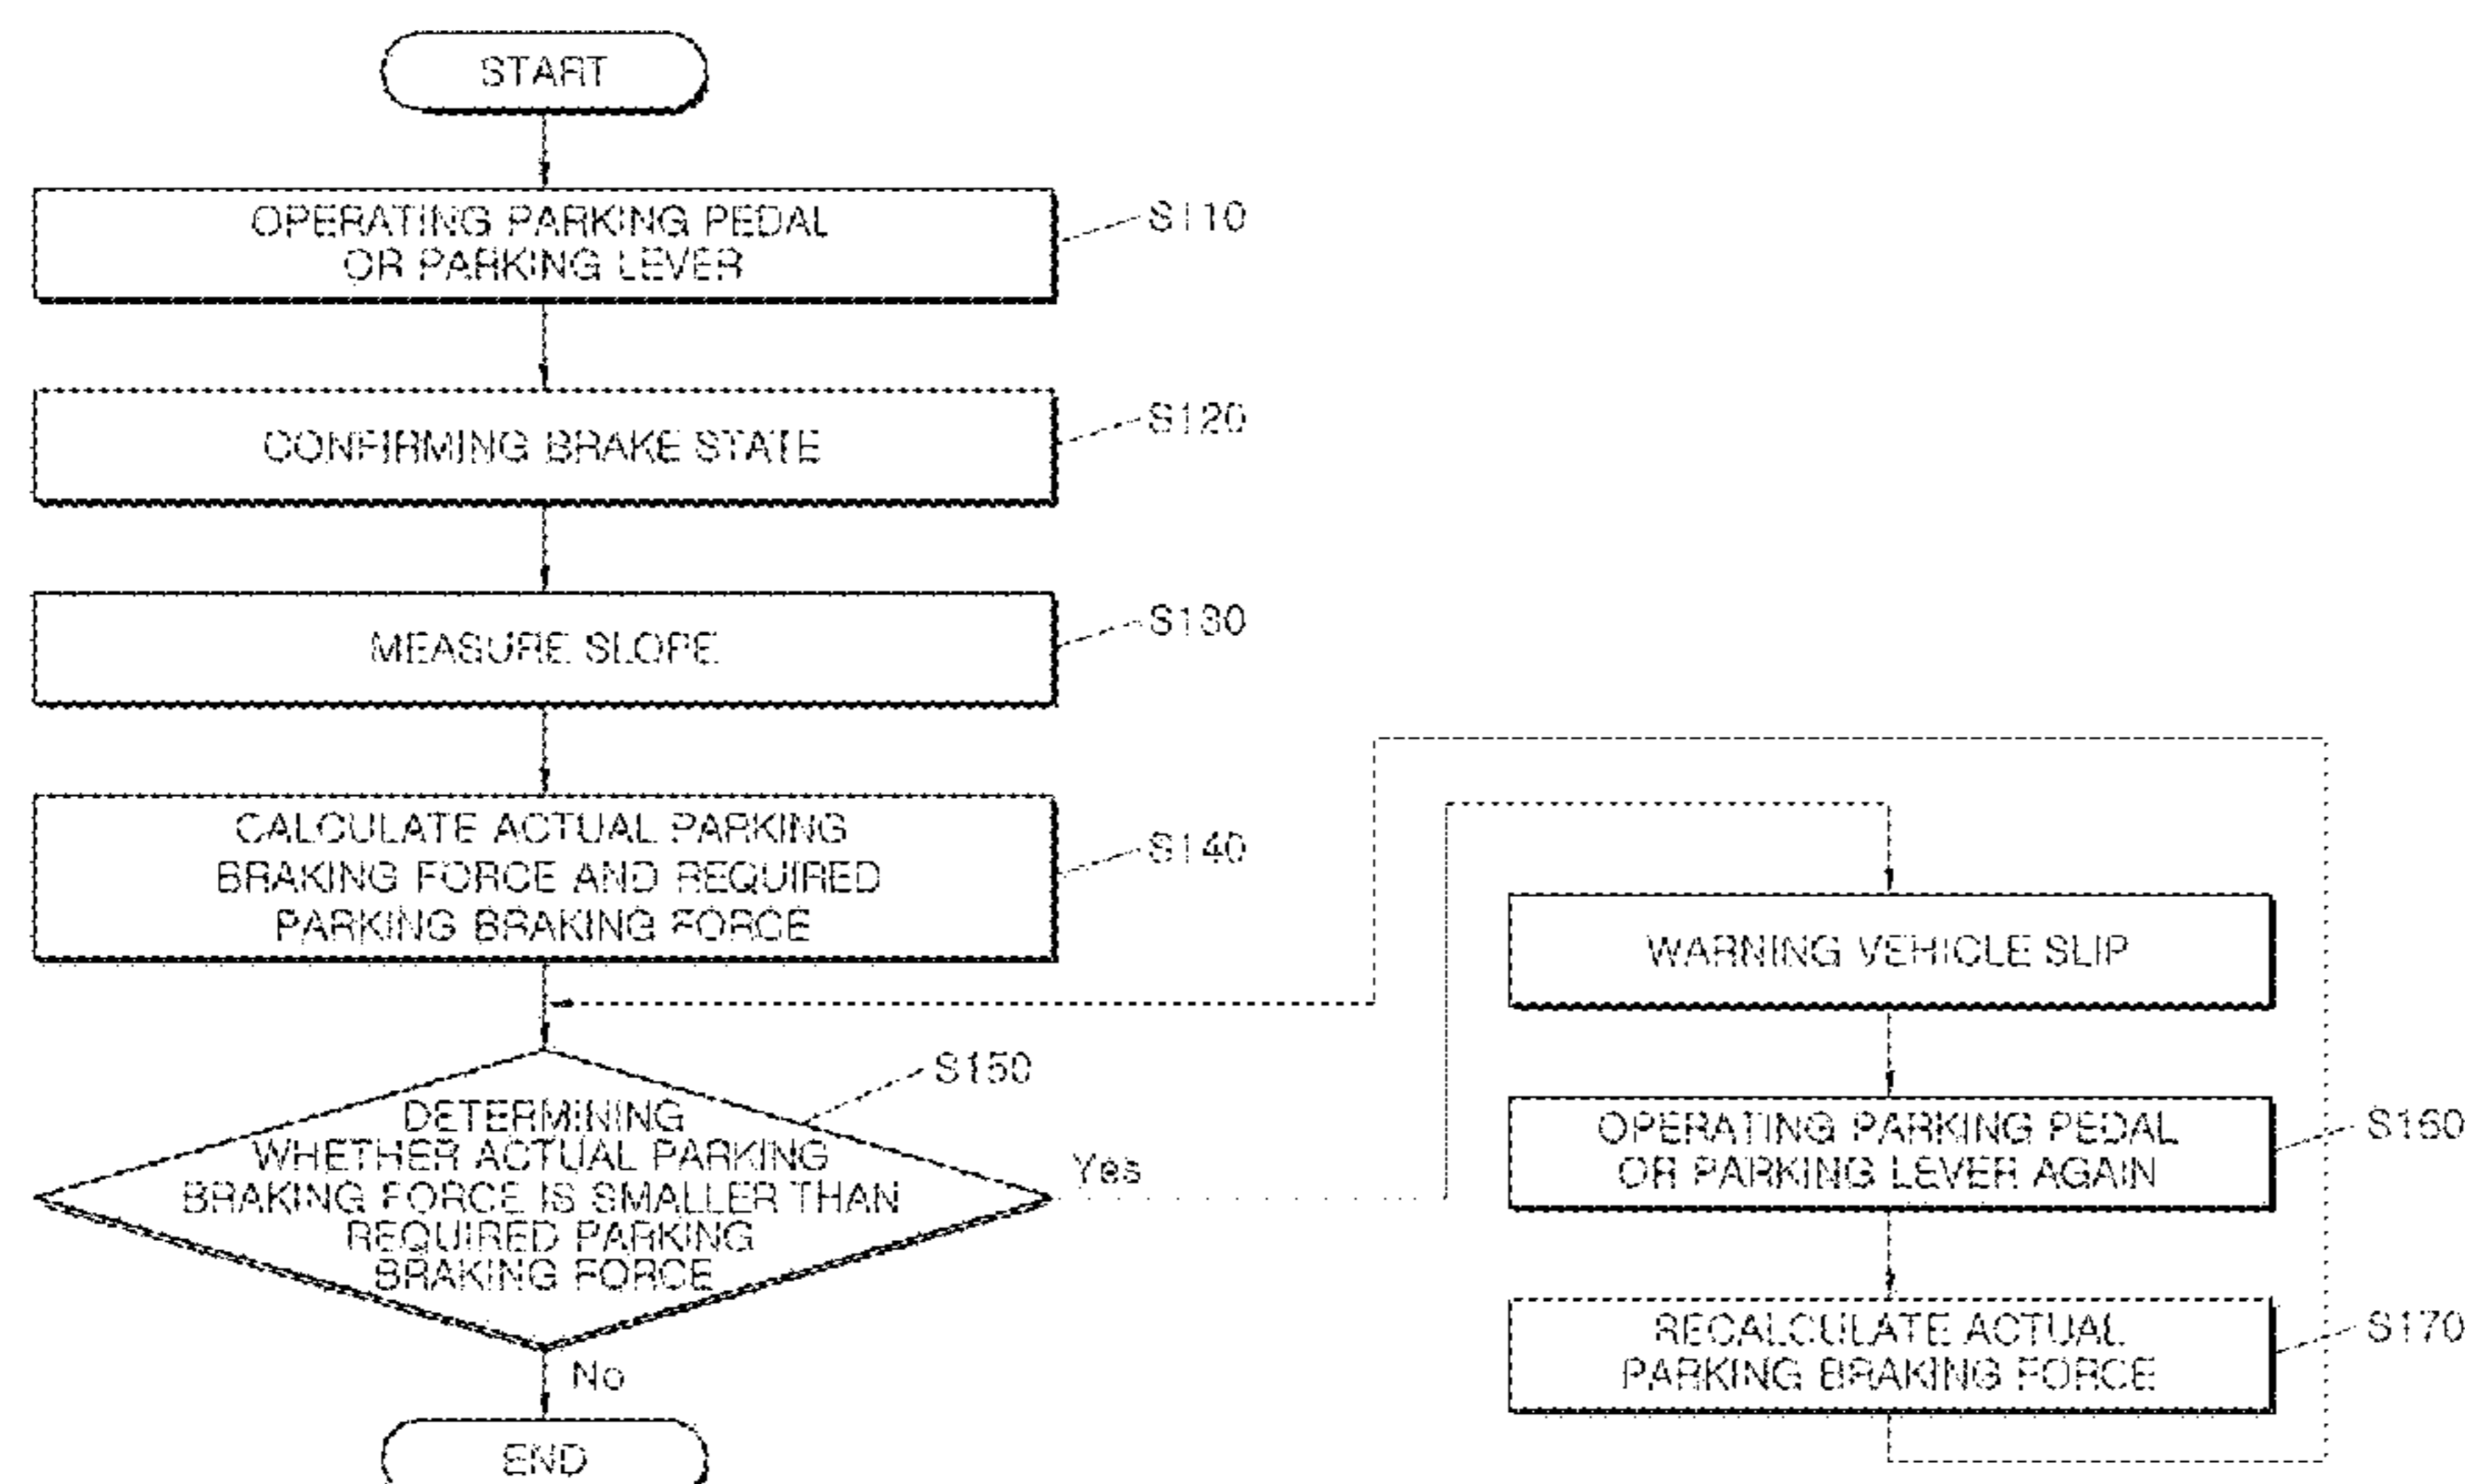 START
OPERATING PARKING PEDAL
OR PARKING LEVER
S110
CONFIRMING BRAKE STATE
S120
MEASURE SLOPE
S130
CALCULATE ACTUAL PARKING
BRAKING FORCE AND REQUIRED
PARKING BRAKING FORCE
S140
DETERMINING
WHETHER ACTUAL PARKING
BRAKING FORCE IS SMALLER THAN
REQUIRED PARKING
BRAKING FORCE
S150
Yes
No
END
WARNING VEHICLE SLIP
OPERATING PARKING PEDAL
OR PARKING LEVER AGAIN
S160
RECALCULATE ACTUAL
PARKING BRAKING FORCE
S170